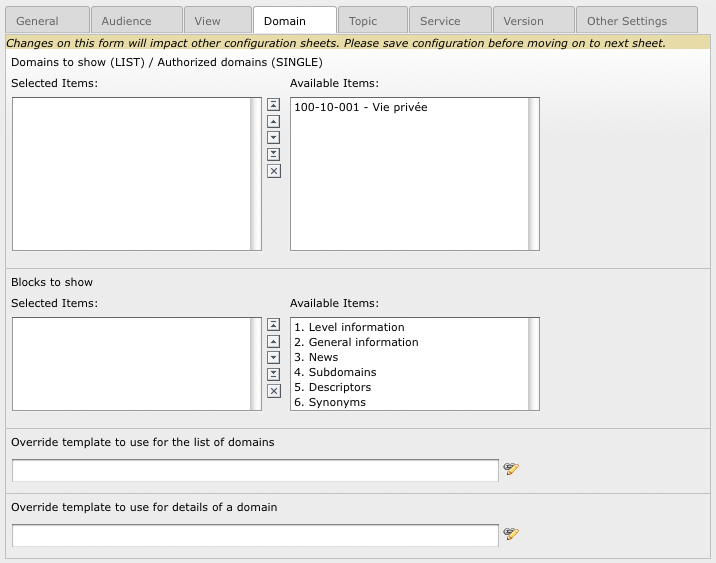 General Audience View Domain Topic Service Version Other Settings
Changes on this form will impact other configuration sheets. Please save configuration before moving on to next sheet.
Domains to show (LIST) / Authorized domains (SINGLE)
Selected Items: Available Items:
100-10-001 - Vie privée
Blocks to show
Selected Items: Available Items:
1. Level information
2. General information
3. News
4. Subdomains
5. Descriptors
6. Synonyms
Override template to use for the list of domains
Override template to use for details of a domain